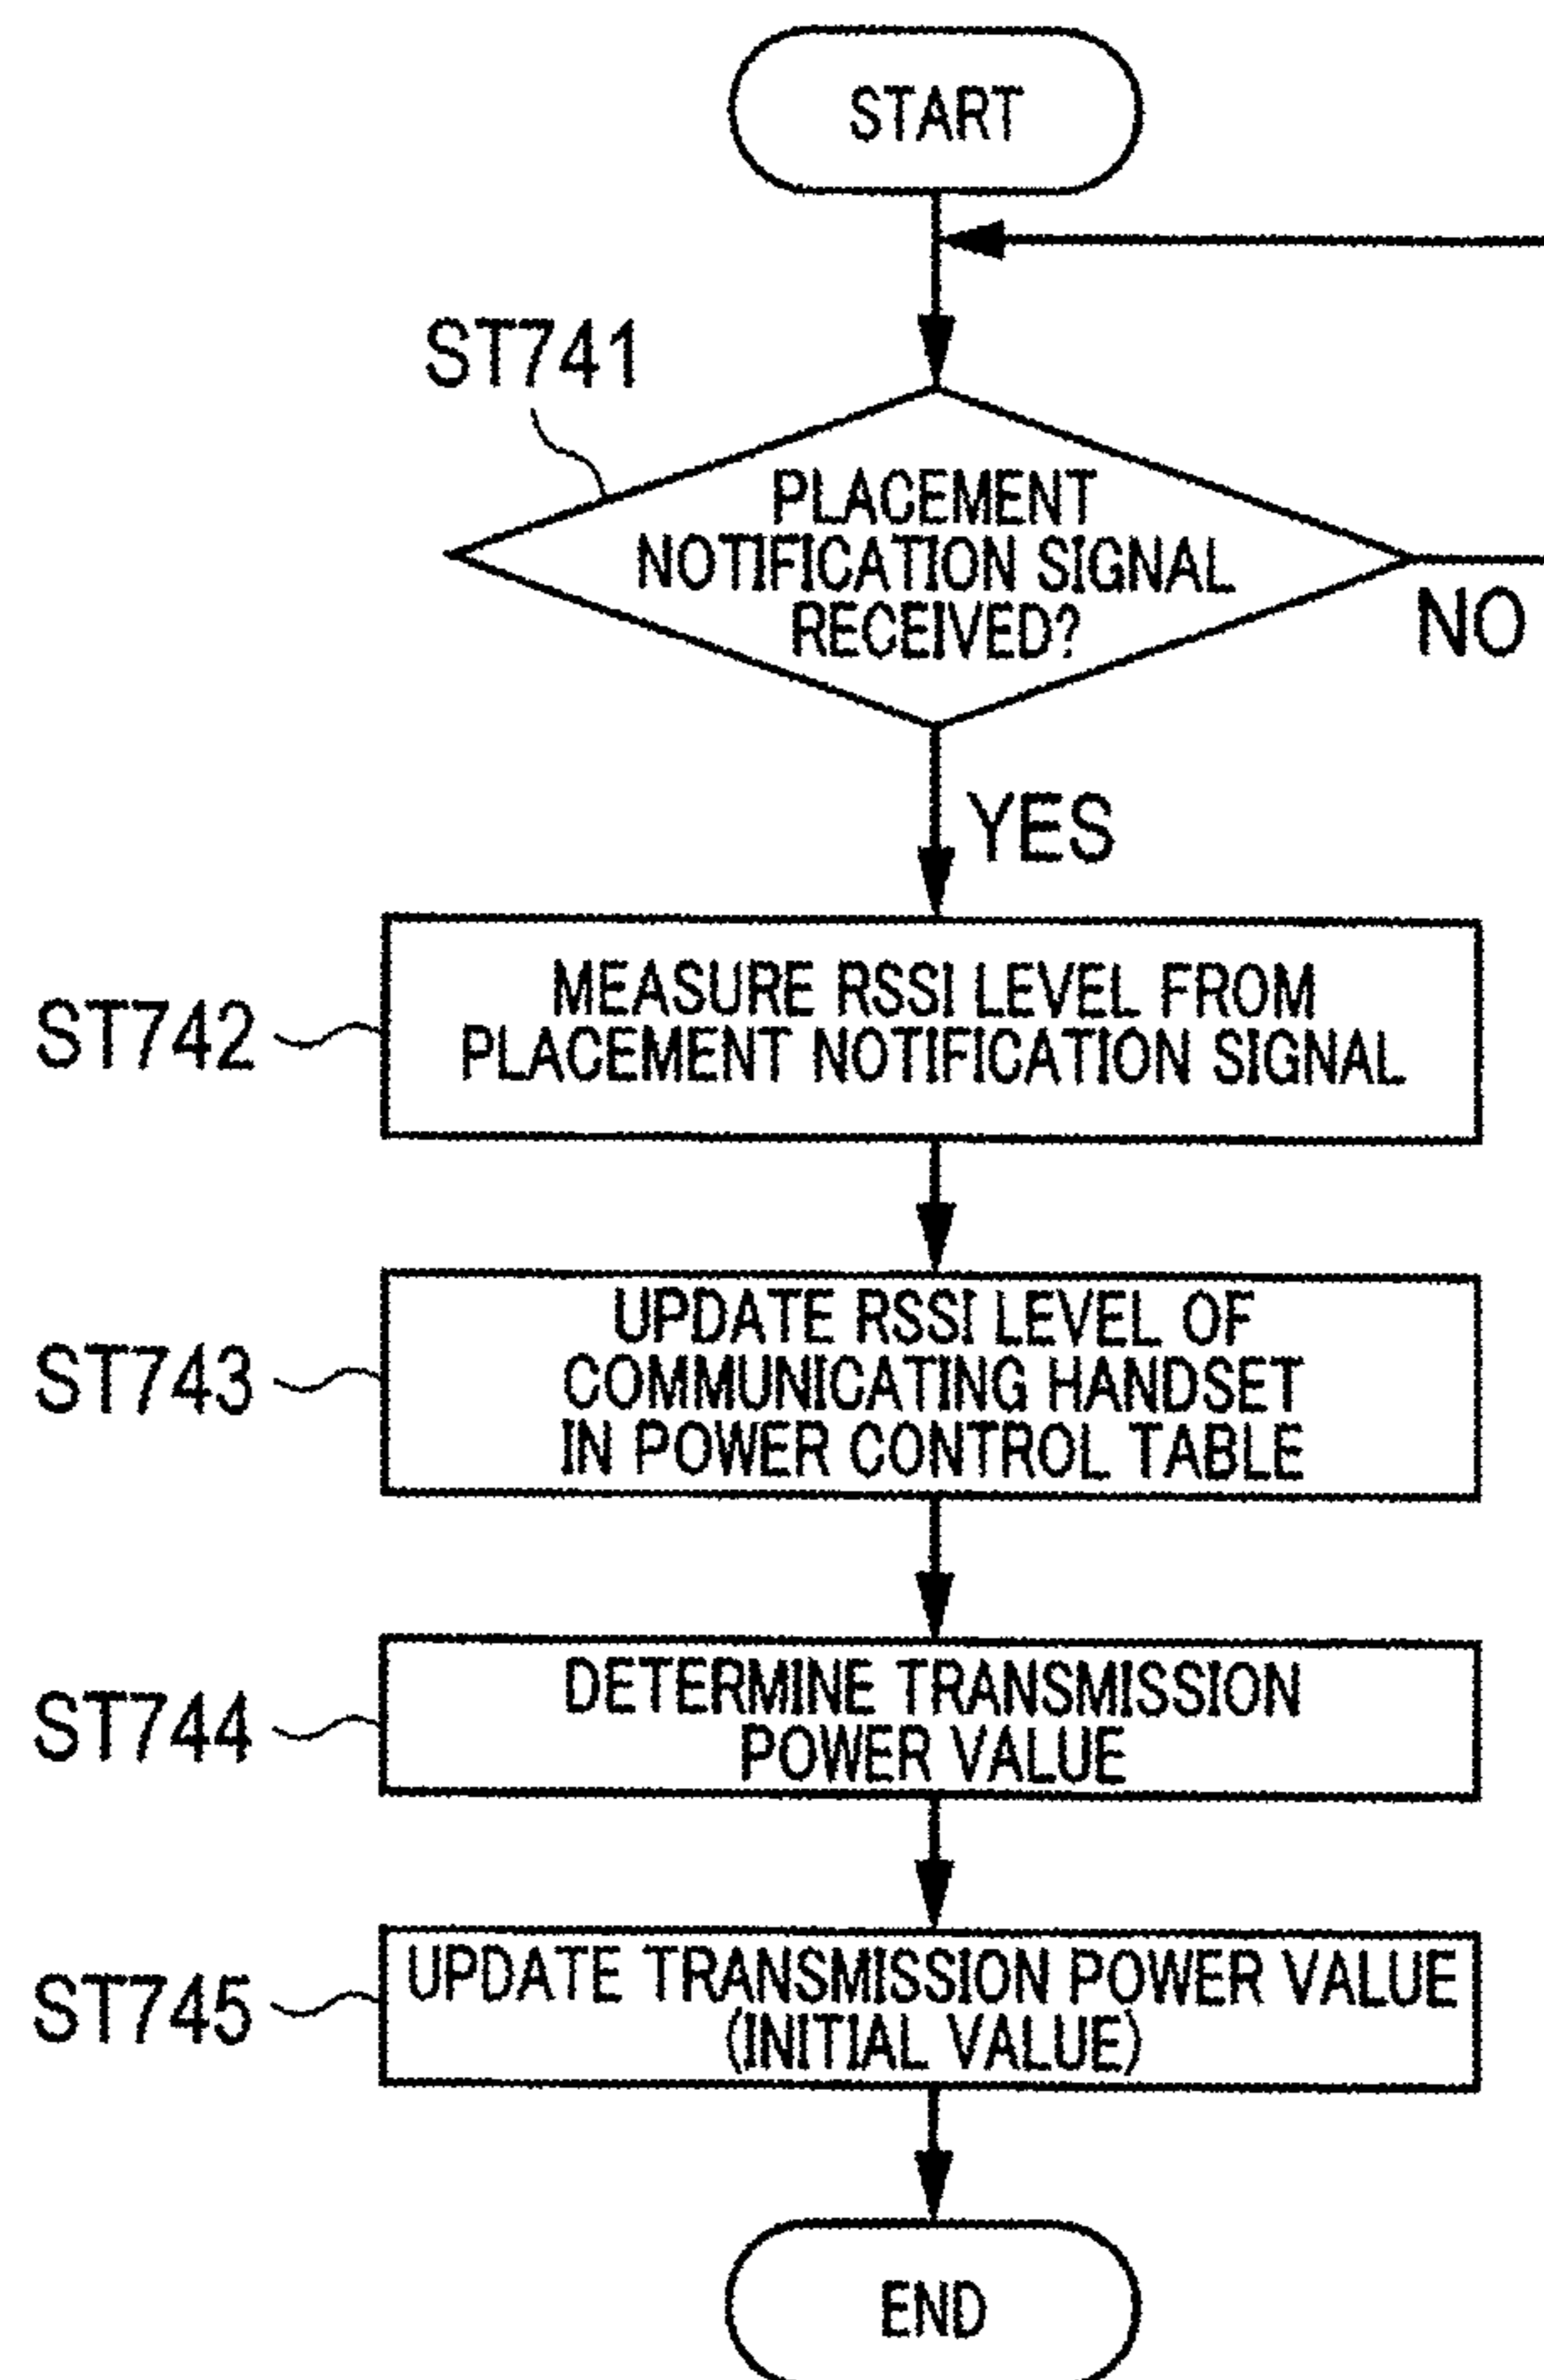 START
ST741
PLACEMENT
NOTIFICATION SIGNAL
RECEIVED?
NO
YES
ST742
MEASURE RSSI LEVEL FROM
PLACEMENT NOTIFICATION SIGNAL
ST743
UPDATE RSSI LEVEL OF
COMMUNICATING HANDSET
IN POWER CONTROL TABLE
ST744
DETERMINE TRANSMISSION
POWER VALUE
ST745
UPDATE TRANSMISSION POWER VALUE
(INITIAL VALUE)
END